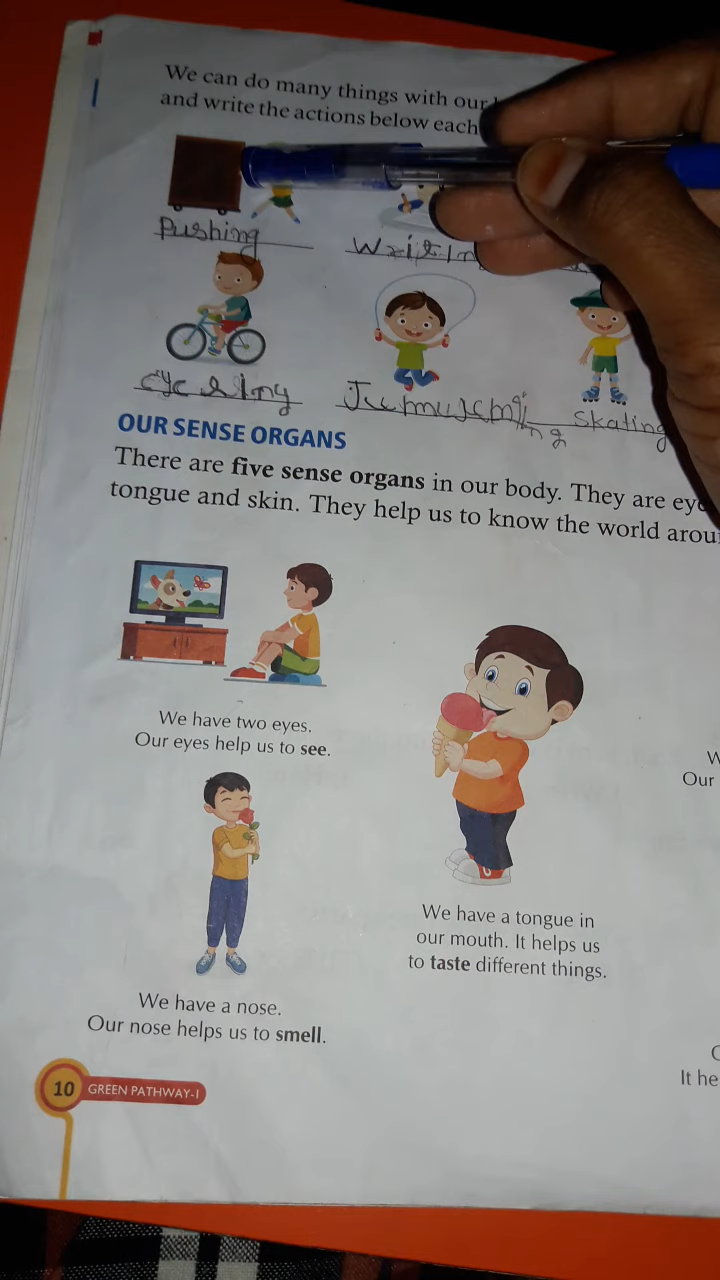 We can do many things with our
and write the actions below each
Pushing
cycling
skating
OUR SENSE ORGANS
There are five sense organs in our body. They are eye
tongue and skin. They help us to know the world arou
We have two eyes.
Our eyes help us to see.
W
Our
We have a tongue in
our mouth. It helps us
to taste different things.
We have a nose.
Our nose helps us to smell.
It he
10 GREEN PATHWAY-1